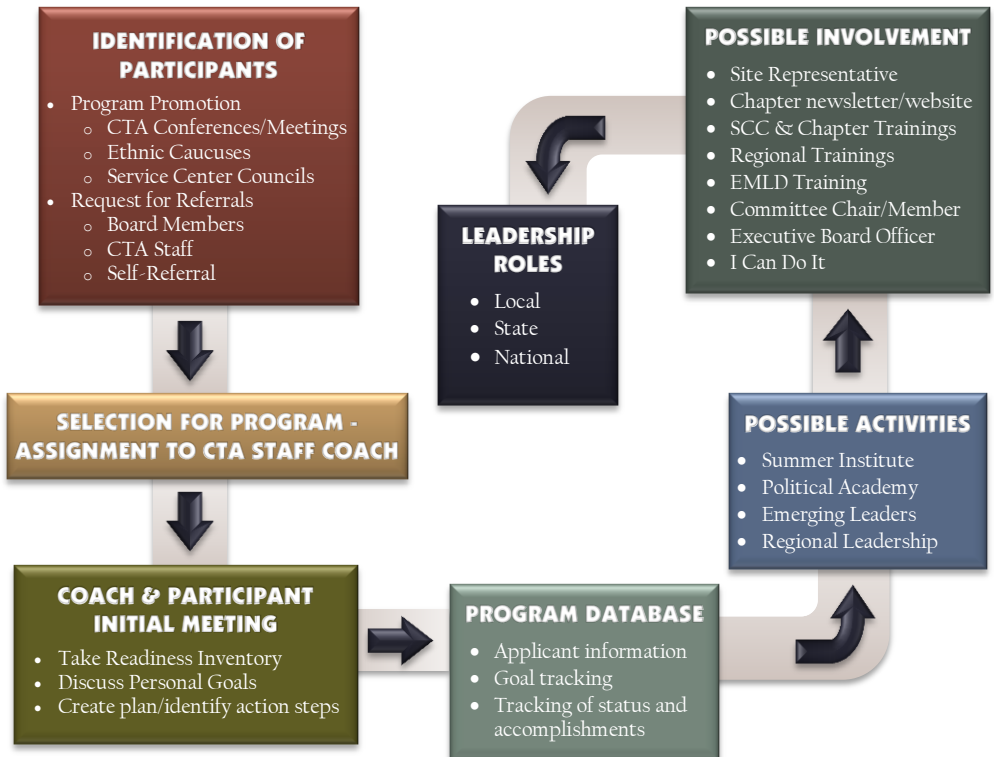 IDENTIFICATION OF
PARTICIPANTS
• Program Promotion
o CTA Conferences/Meetings
o Ethnic Caucuses
o Service Center Councils
• Request for Referrals
o Board Members
o CTA Staff
o Self-Referral
SELECTION FOR PROGRAM -
ASSIGNMENT TO CTA STAFF COACH
COACH & PARTICIPANT
INITIAL MEETING
• Take Readiness Inventory
• Discuss Personal Goals
• Create plan/identify action steps
PROGRAM DATABASE
• Applicant information
• Goal tracking
• Tracking of status and
accomplishments
POSSIBLE ACTIVITIES
• Summer Institute
• Political Academy
• Emerging Leaders
• Regional Leadership
POSSIBLE INVOLVEMENT
• Site Representative
• Chapter newsletter/website
• SCC & Chapter Trainings
• Regional Trainings
• EMLD Training
• Committee Chair/Member
• Executive Board Officer
• I Can Do It
LEADERSHIP
ROLES
• Local
• State
• National